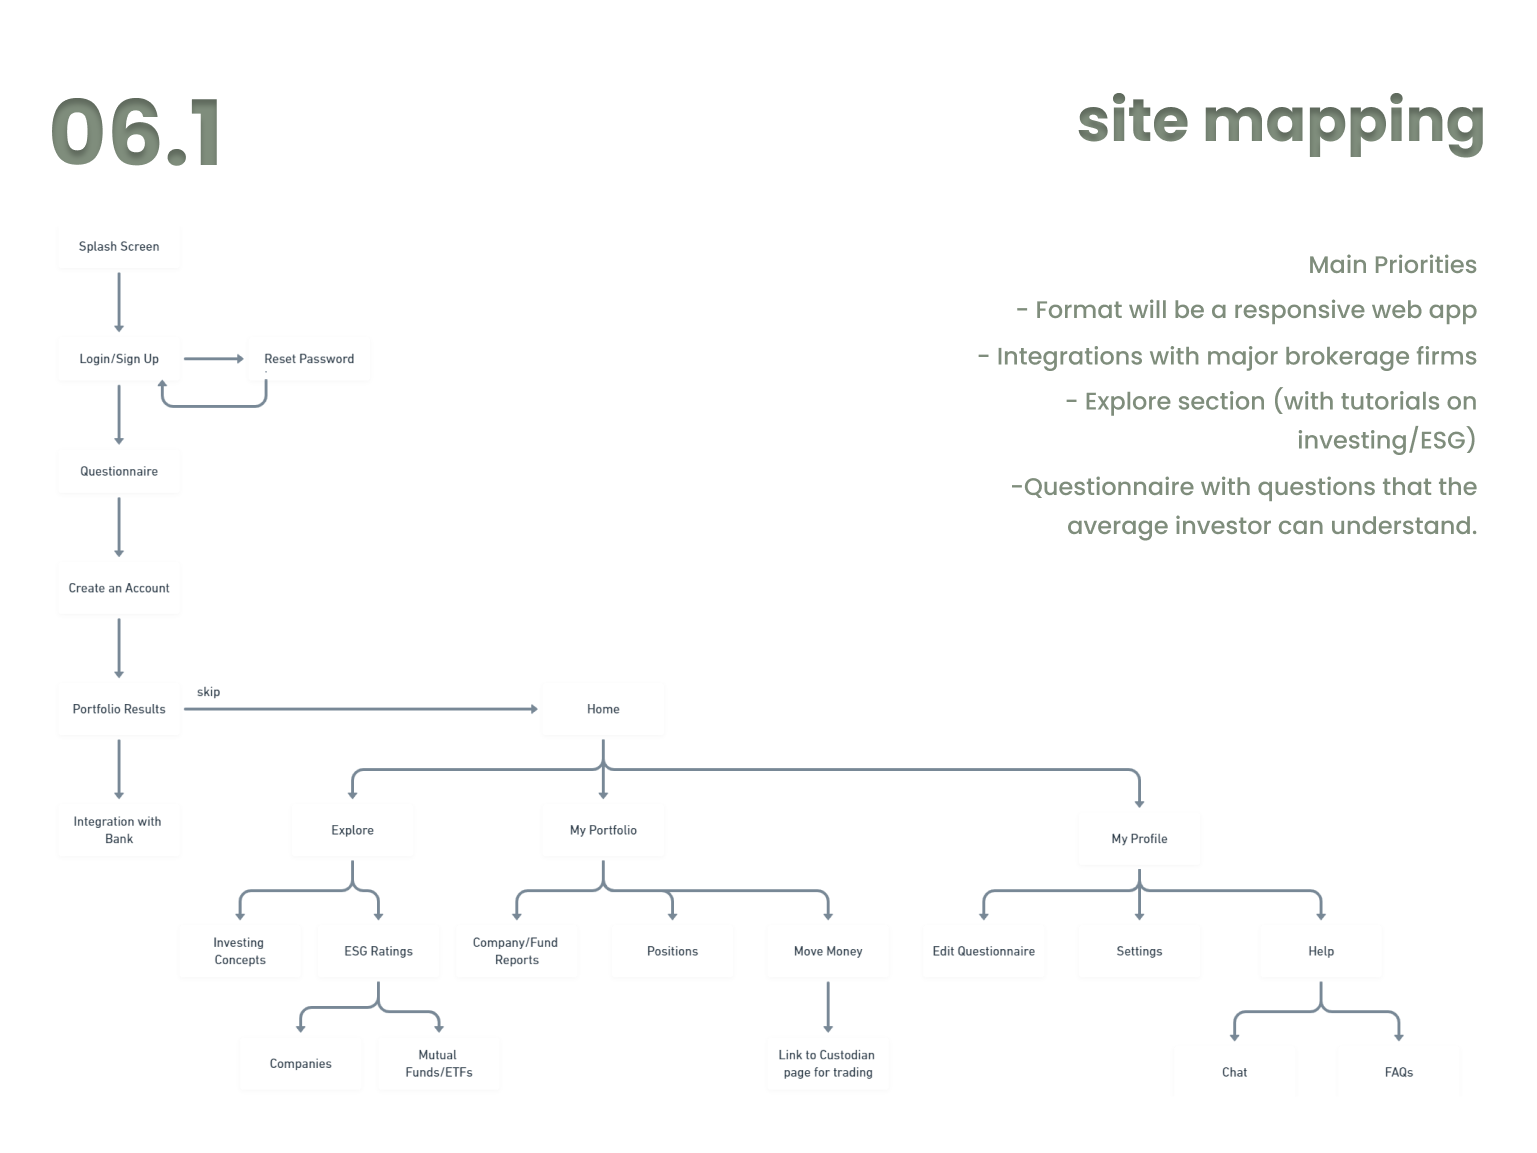 06.1
site mapping
Main Priorities
- Format will be a responsive web app
- Integrations with major brokerage firms
- Explore section (with tutorials on
investing/ESG)
-Questionnaire with questions that the
average investor can understand.
Splash Screen
Login/Sign Up
Reset Password
Questionnaire
Create an Account
skip
Portfolio Results
Home
Integration with
Bank
Explore
My Portfolio
My Profile
Investing
Concepts
ESG Ratings
Company/Fund
Reports
Positions
Move Money
Edit Questionnaire
Settings
Help
Companies
Mutual
Funds/ETFs
Link to Custodian
page for trading
Chat
FAQs